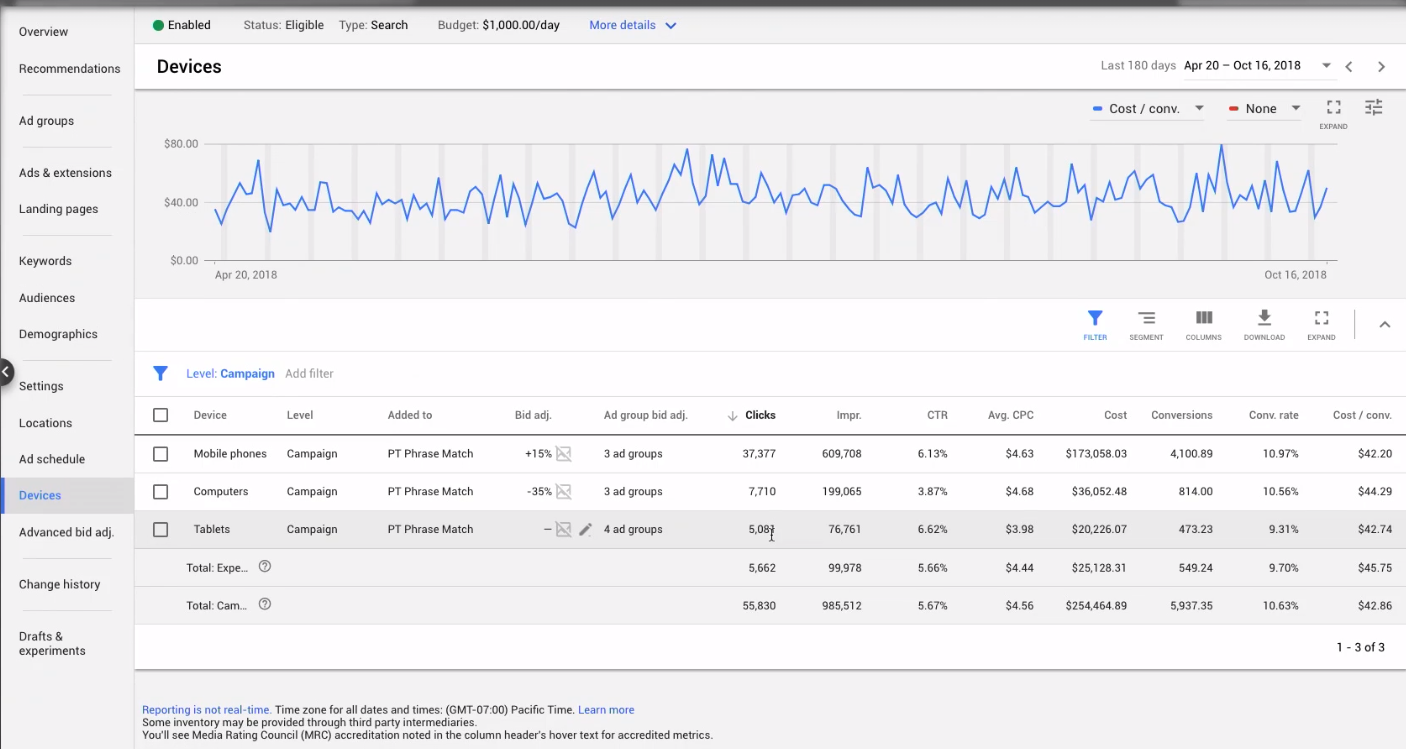 Overview
Recommendations
Ad groups
Ads & extensions
Landing pages
Keywords
Audiences
Demographics
Settings
Locations
Ad schedule
Devices
Advanced bid adj.
Change history
Drafts &
experiments
Enabled Status: Eligible Type: Search Budget: $1,000.00/day More details
Devices Last 180 days Apr 20 – Oct 16, 2018
Cost / conv. None EXPAND
$80.00
$40.00
$0.00
Apr 20, 2018 Oct 16, 2018
FILTER SEGMENT COLUMNS DOWNLOAD EXPAND
Level: Campaign Add filter
Device Level Added to Bid adj. Ad group bid adj. Clicks Impr. CTR Avg. CPC Cost Conversions Conv. rate Cost / conv.
Mobile phones Campaign PT Phrase Match +15% 3 ad groups 37,377 609,708 6.13% $4.63 $173,058.03 4,100.89 10.97% $42.20
Computers Campaign PT Phrase Match -35% 3 ad groups 7,710 199,065 3.87% $4.68 $36,052.48 814.00 10.56% $44.29
Tablets Campaign PT Phrase Match – 4 ad groups 5,081 76,761 6.62% $3.98 $20,226.07 473.23 9.31% $42.74
Total: Expe... 5,662 99,978 5.66% $4.44 $25,128.31 549.24 9.70% $45.75
Total: Cam... 55,830 985,512 5.67% $4.56 $254,464.89 5,937.35 10.63% $42.86
1 - 3 of 3
Reporting is not real-time. Time zone for all dates and times: (GMT-07:00) Pacific Time. Learn more
Some inventory may be provided through third party intermediaries.
You'll see Media Rating Council (MRC) accreditation noted in the column header's hover text for accredited metrics.